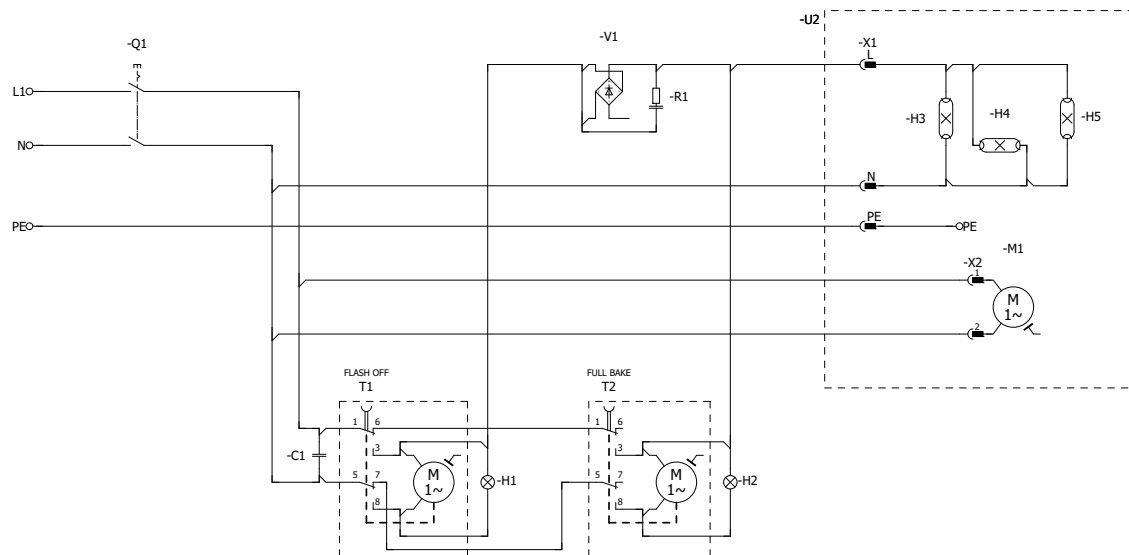 -U2
-Q1
-V1
-X1
L
L1
-R1
-H3
-H4
-H5
N
N
PE
PE
PE
-M1
-X2
1
M
1~
2
FLASH OFF
T1
FULL BAKE
T2
1
6
1
6
3
3
-C1
M
1~
-H1
M
1~
-H2
5
7
5
7
8
8